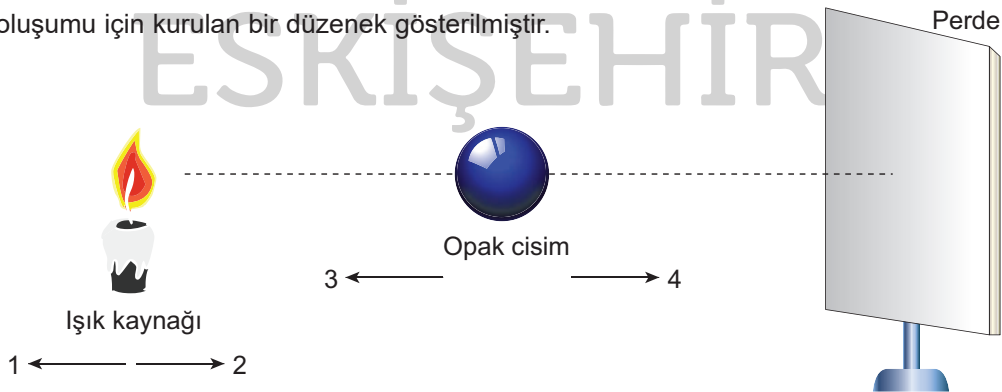 oluşumu için kurulan bir düzenek gösterilmiştir.
ESKİŞEHİR
Perde
Opak cisim
3 4
Işık kaynağı
1 2